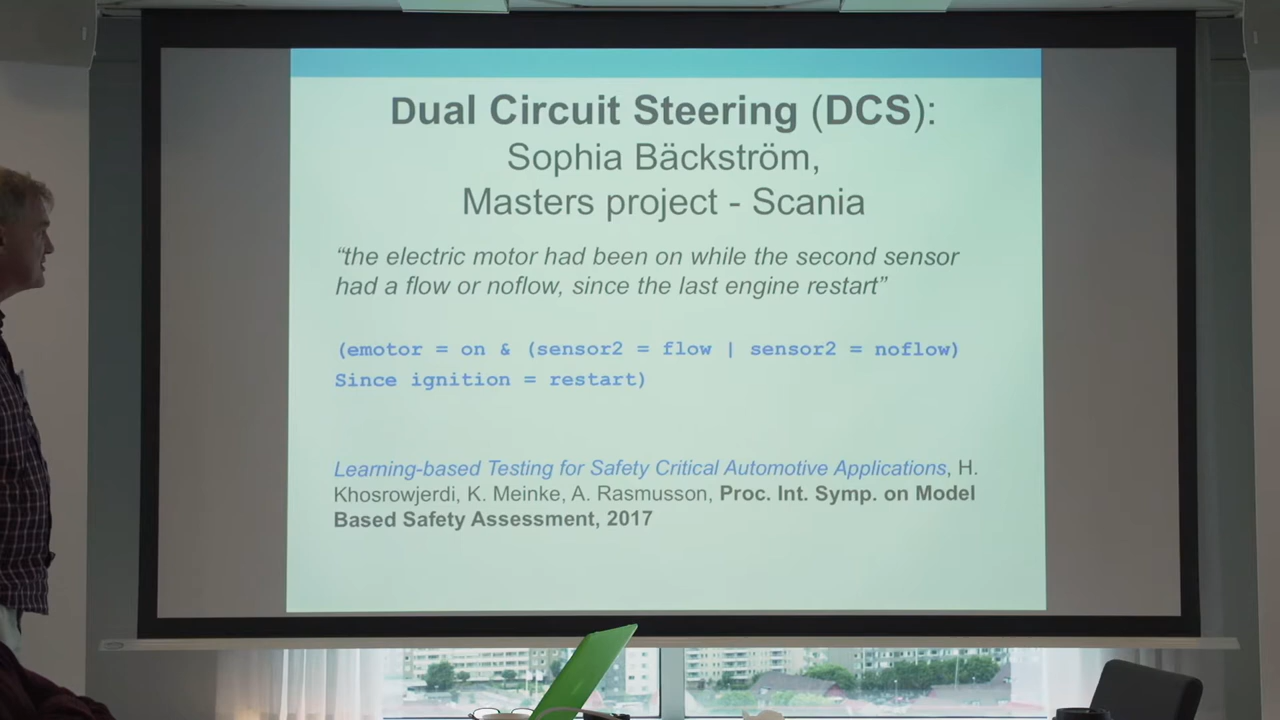 Dual Circuit Steering (DCS):
Sophia Bäckström,
Masters project - Scania
“the electric motor had been on while the second sensor
had a flow or noflow, since the last engine restart”
(emotor = on & (sensor2 = flow | sensor2 = noflow)
Since ignition = restart)
Learning-based Testing for Safety Critical Automotive Applications, H.
Khosrowjerdi, K. Meinke, A. Rasmusson, Proc. Int. Symp. on Model
Based Safety Assessment, 2017